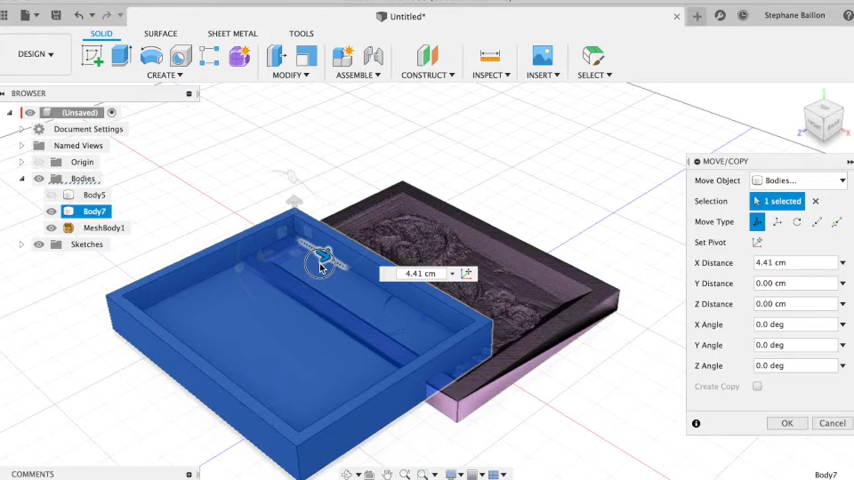 Untitled*
Stephane Baillon
DESIGN
SOLID SURFACE SHEET METAL TOOLS
CREATE MODIFY ASSEMBLE CONSTRUCT INSPECT INSERT SELECT
BROWSER
(Unsaved)
Document Settings
Named Views
Origin
Bodies
Body5
Body7
MeshBody1
Sketches
4.41 cm
Z
MOVE/COPY
Move Object Bodies...
Selection 1 selected
Move Type
Set Pivot
X Distance 4.41 cm
Y Distance 0.00 cm
Z Distance 0.00 cm
X Angle 0.0 deg
Y Angle 0.0 deg
Z Angle 0.0 deg
Create Copy
OK Cancel
COMMENTS
Body7